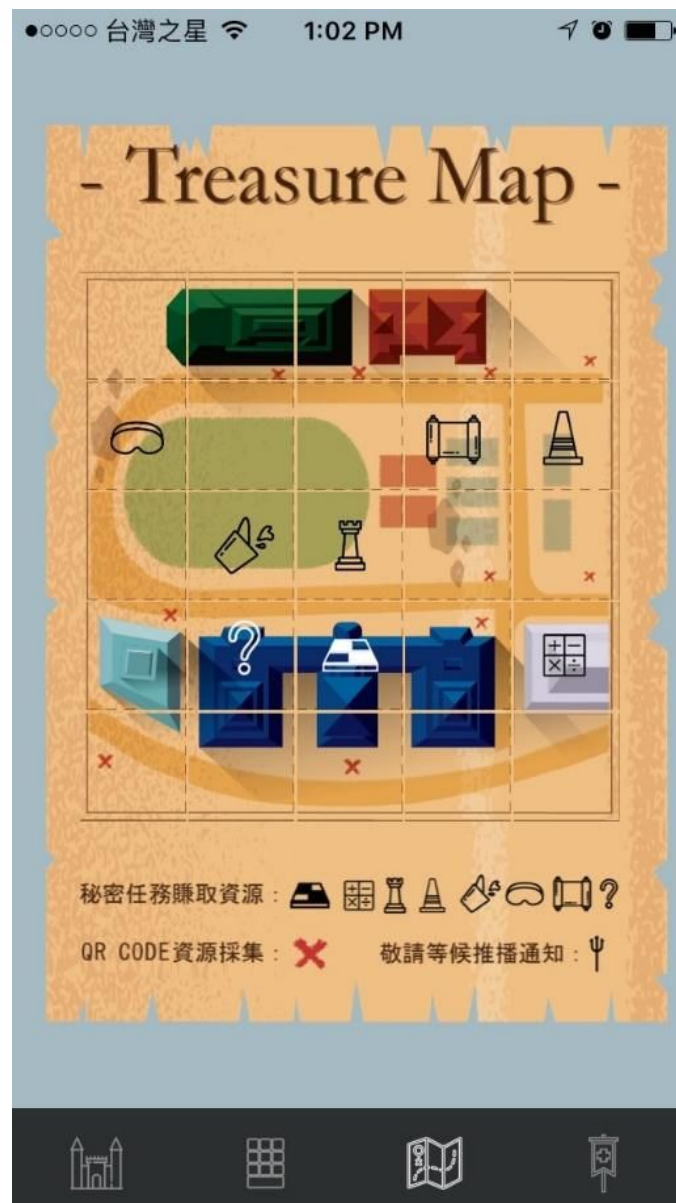 台灣之星 1:02 PM
- Treasure Map -
?
秘密任務賺取資源 : ?
QR CODE資源採集 :
敬請等候推播通知 :